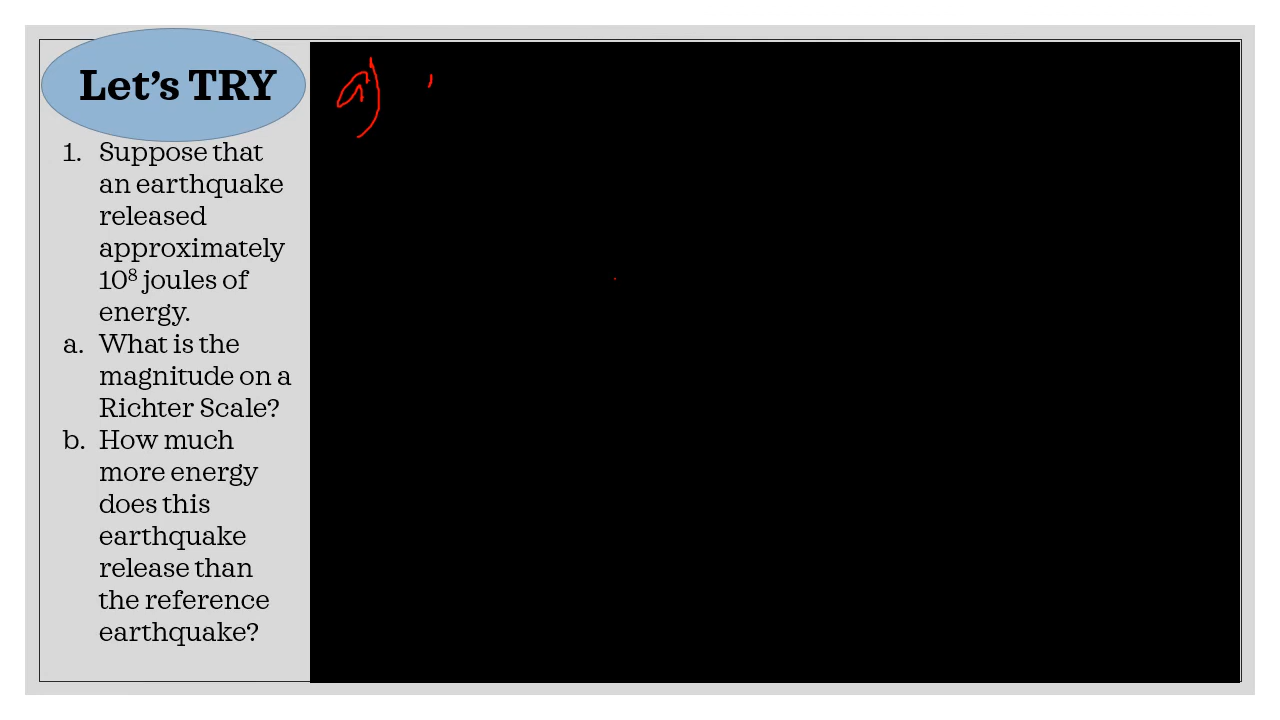 Let's TRY
1. Suppose that
an earthquake
released
approximately
10⁸ joules of
energy.
a. What is the
magnitude on a
Richter Scale?
b. How much
more energy
does this
earthquake
release than
the reference
earthquake?
a)